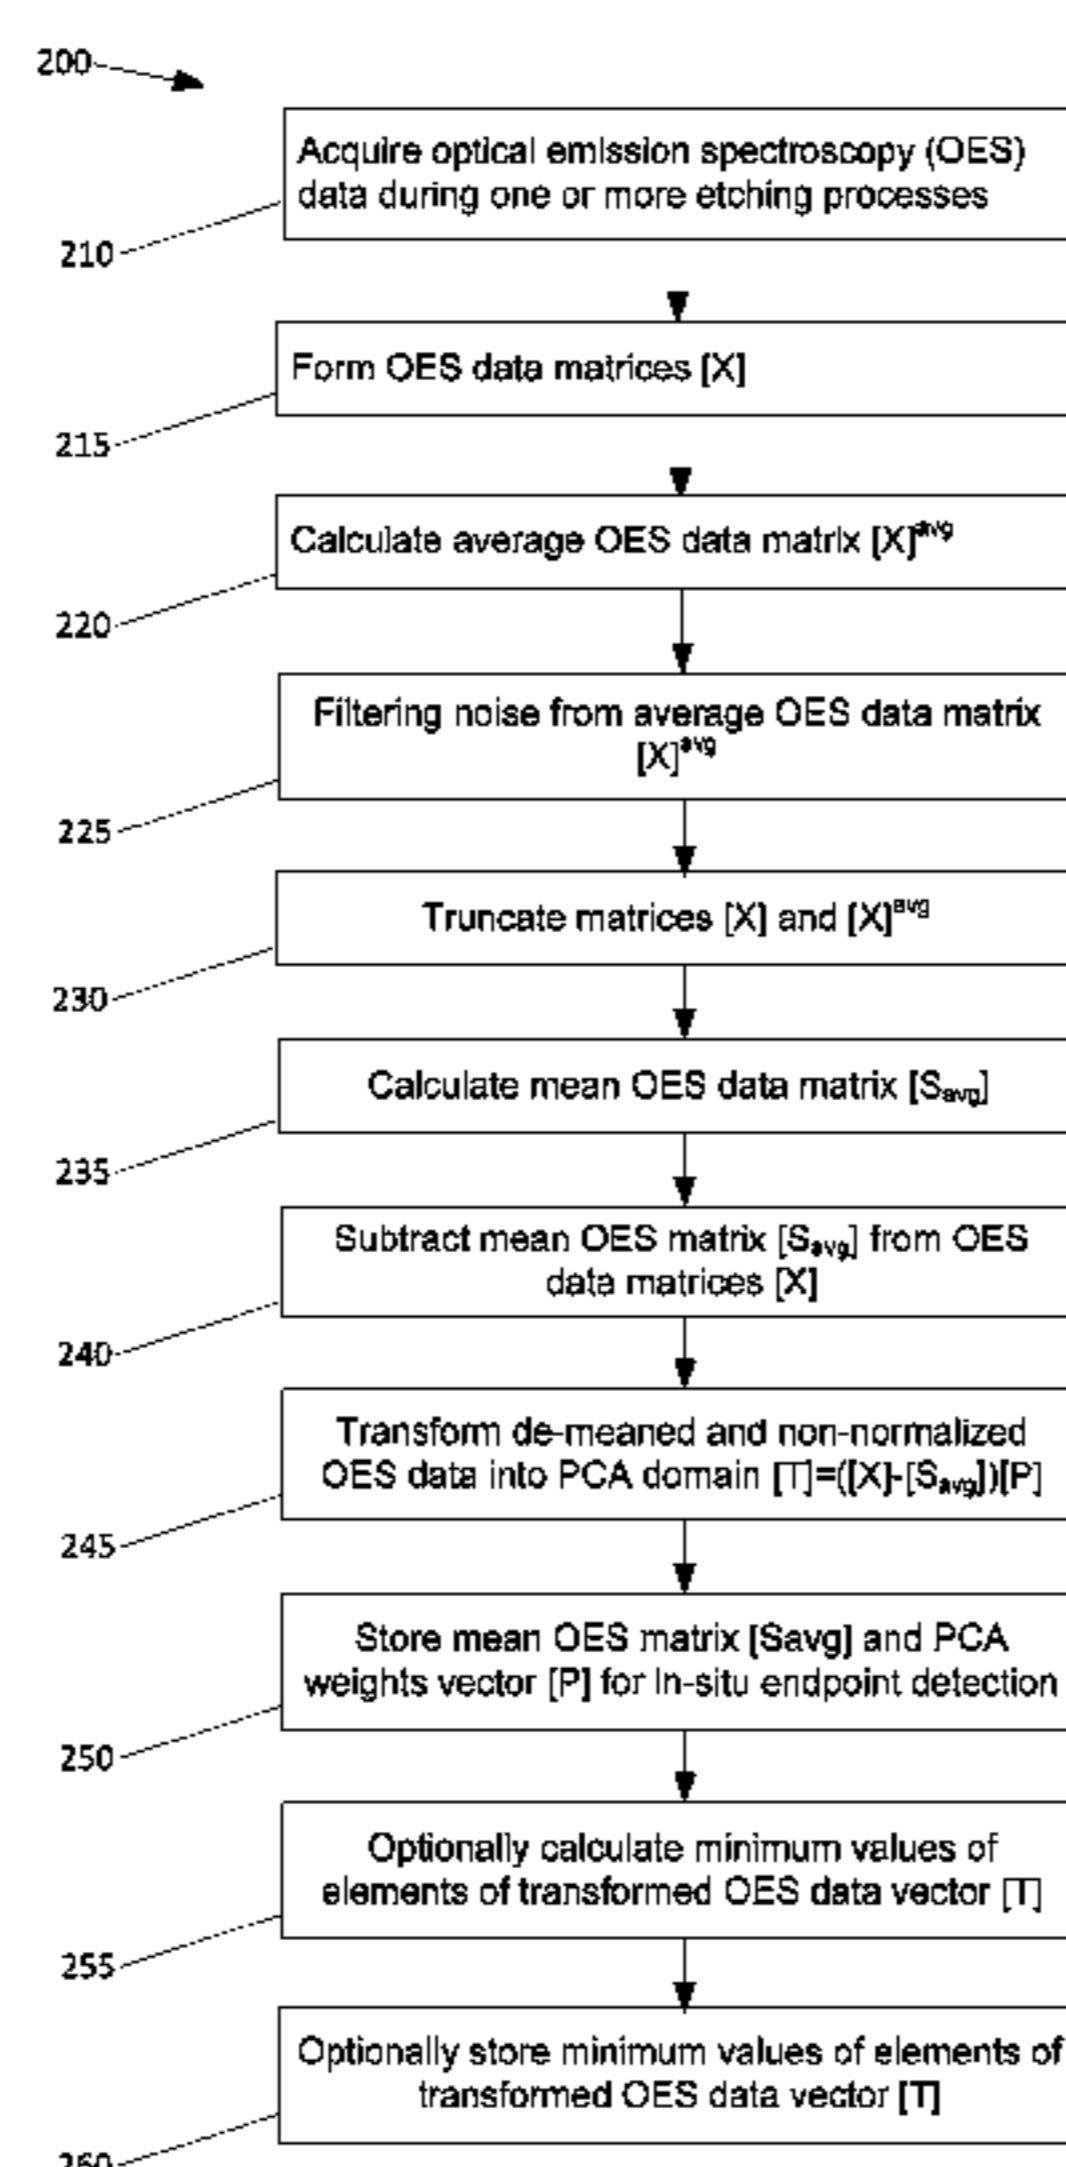 200
Acquire optical emission spectroscopy (OES)
data during one or more etching processes
210
Form OES data matrices [X]
215
Calculate average OES data matrix [X]avg
220
Filtering noise from average OES data matrix
[X]avg
225
Truncate matrices [X] and [X]avg
230
Calculate mean OES data matrix [Savg]
235
Subtract mean OES matrix [Savg] from OES
data matrices [X]
240
Transform de-meaned and non-normalized
OES data into PCA domain [T]=([X]-[Savg])[P]
245
Store mean OES matrix [Savg] and PCA
weights vector [P] for In-situ endpoint detection
250
Optionally calculate minimum values of
elements of transformed OES data vector [T]
255
Optionally store minimum values of elements of
transformed OES data vector [T]
260